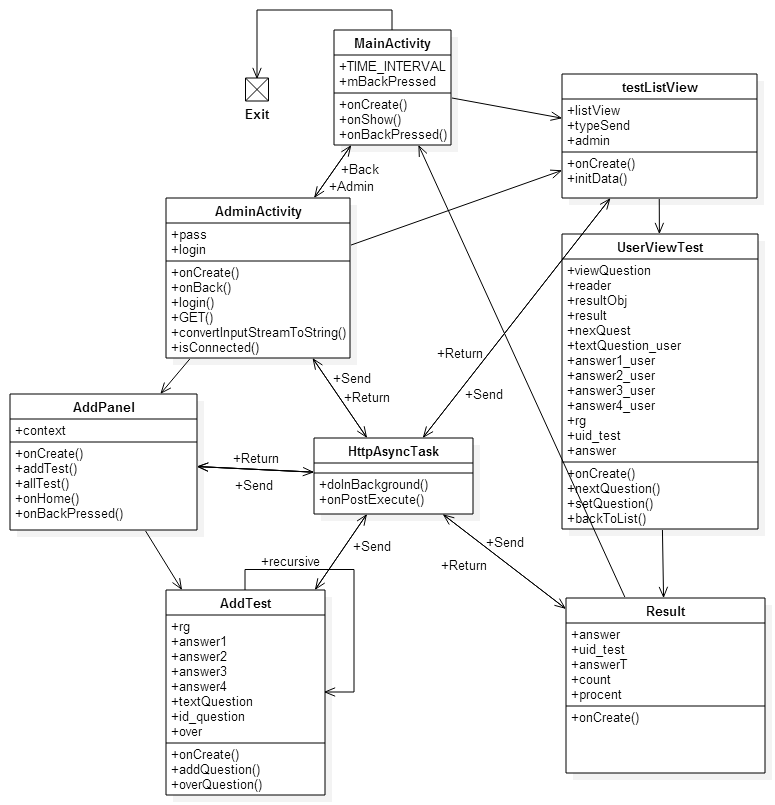 MainActivity
+TIME_INTERVAL
+mBackPressed
+onCreate()
+onShow()
+onBackPressed()
Exit
testListView
+listView
+typeSend
+admin
+onCreate()
+initData()
+Back
+Admin
AdminActivity
+pass
+login
+onCreate()
+onBack()
+login()
+GET()
+convertInputStreamToString()
+isConnected()
UserViewTest
+viewQuestion
+reader
+resultObj
+result
+nexQuest
+textQuestion_user
+answer1_user
+answer2_user
+answer3_user
+answer4_user
+rg
+uid_test
+answer
+onCreate()
+nextQuestion()
+setQuestion()
+backToList()
+Return
+Send
+Send
+Return
AddPanel
+context
+onCreate()
+addTest()
+allTest()
+onHome()
+onBackPressed()
+Return
+Send
HttpAsyncTask
+doInBackground()
+onPostExecute()
+Send
+Send
+Return
+recursive
AddTest
+rg
+answer1
+answer2
+answer3
+answer4
+textQuestion
+id_question
+over
+onCreate()
+addQuestion()
+overQuestion()
Result
+answer
+uid_test
+answerT
+count
+procent
+onCreate()